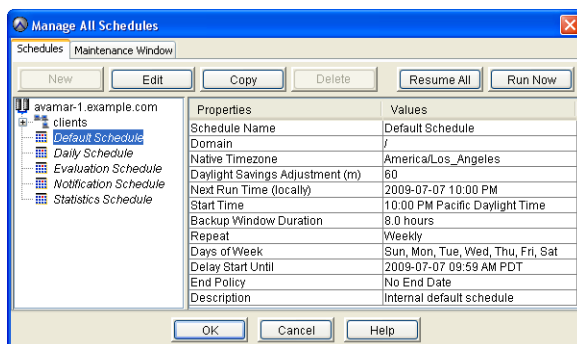 Manage All Schedules
Schedules Maintenance Window
New Edit Copy Delete Resume All Run Now
avamar-1.example.com
clients
Default Schedule
Daily Schedule
Evaluation Schedule
Notification Schedule
Statistics Schedule
Properties Values
Schedule Name Default Schedule
Domain /
Native Timezone America/Los_Angeles
Daylight Savings Adjustment (m) 60
Next Run Time (locally) 2009-07-07 10:00 PM
Start Time 10:00 PM Pacific Daylight Time
Backup Window Duration 8.0 hours
Repeat Weekly
Days of Week Sun, Mon, Tue, Wed, Thu, Fri, Sat
Delay Start Until 2009-07-07 09:59 AM PDT
End Policy No End Date
Description Internal default schedule
OK Cancel Help